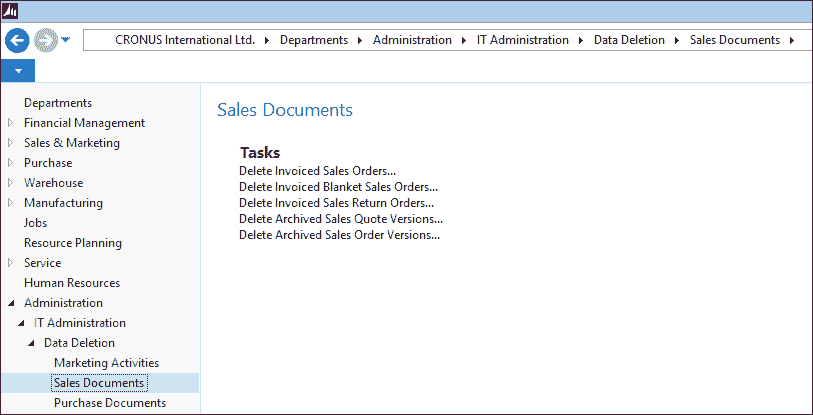 CRONUS International Ltd. Departments Administration IT Administration Data Deletion Sales Documents
Departments
Financial Management
Sales & Marketing
Purchase
Warehouse
Manufacturing
Jobs
Resource Planning
Service
Human Resources
Administration
IT Administration
Data Deletion
Marketing Activities
Sales Documents
Purchase Documents
Sales Documents
Tasks
Delete Invoiced Sales Orders...
Delete Invoiced Blanket Sales Orders...
Delete Invoiced Sales Return Orders...
Delete Archived Sales Quote Versions...
Delete Archived Sales Order Versions...